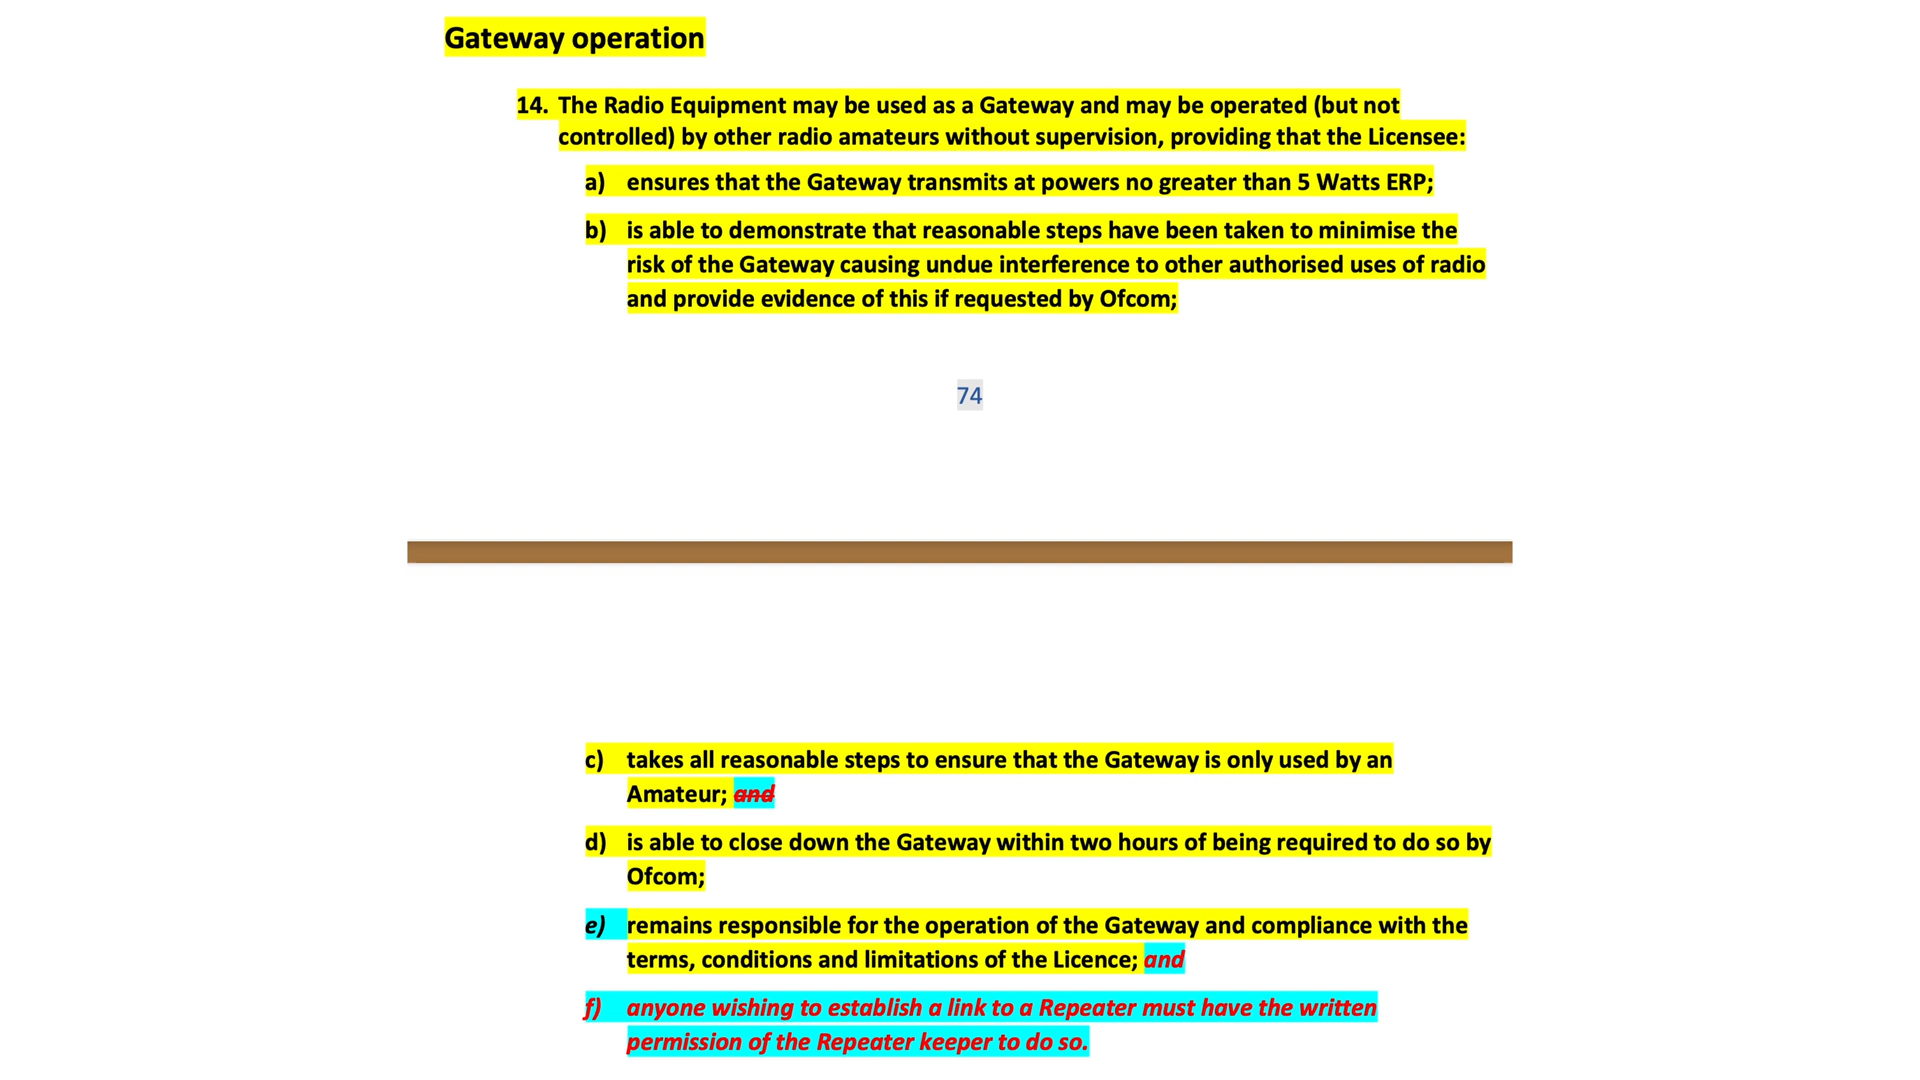 Gateway operation
14. The Radio Equipment may be used as a Gateway and may be operated (but not
controlled) by other radio amateurs without supervision, providing that the Licensee:
a) ensures that the Gateway transmits at powers no greater than 5 Watts ERP;
b) is able to demonstrate that reasonable steps have been taken to minimise the
risk of the Gateway causing undue interference to other authorised uses of radio
and provide evidence of this if requested by Ofcom;
74
c) takes all reasonable steps to ensure that the Gateway is only used by an
Amateur; and
d) is able to close down the Gateway within two hours of being required to do so by
Ofcom;
e) remains responsible for the operation of the Gateway and compliance with the
terms, conditions and limitations of the Licence; and
f) anyone wishing to establish a link to a Repeater must have the written
permission of the Repeater keeper to do so.